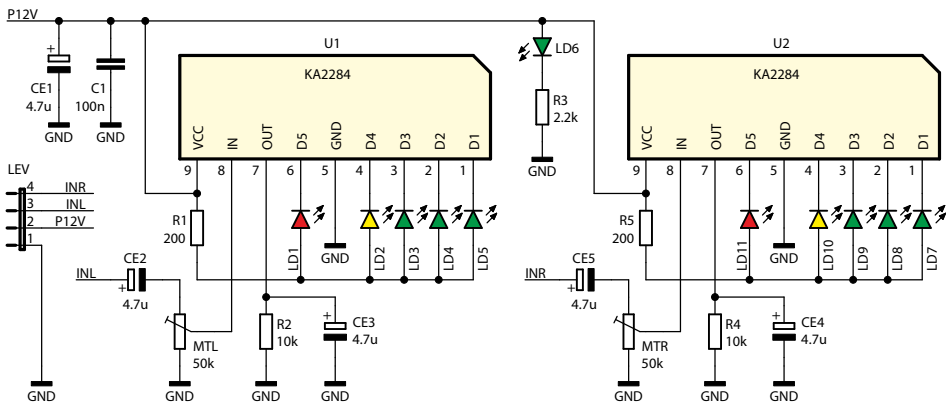 P12V
U1
U2
KA2284
KA2284
LD6
+
CE1
4.7u
C1
100n
R3
2.2k
GND
GND
GND
VCC
IN
OUT
D5
GND
D4
D3
D2
D1
9
8
7
6
5
4
3
2
1
VCC
IN
OUT
D5
GND
D4
D3
D2
D1
9
8
7
6
5
4
3
2
1
LEV
4
INR
3
INL
2
P12V
1
R1
200
LD1
GND
LD2
LD3
LD4
LD5
R5
200
LD11
GND
LD10
LD9
LD8
LD7
INL
CE2
+
4.7u
MTL
50k
R2
10k
+
CE3
4.7u
INR
CE5
+
4.7u
MTR
50k
R4
10k
+
CE4
4.7u
GND
GND
GND
GND
GND
GND
GND